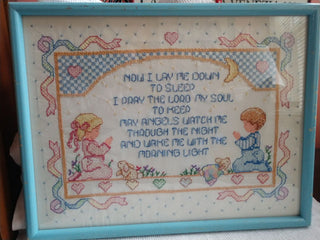 NOW I LAY ME DOWN
TO SLEEP
I PRAY THE LORD MY SOUL
TO KEEP
MAY ANGELS WATCH ME
THROUGH THE NIGHT
AND WAKE ME WITH THE
MORNING LIGHT